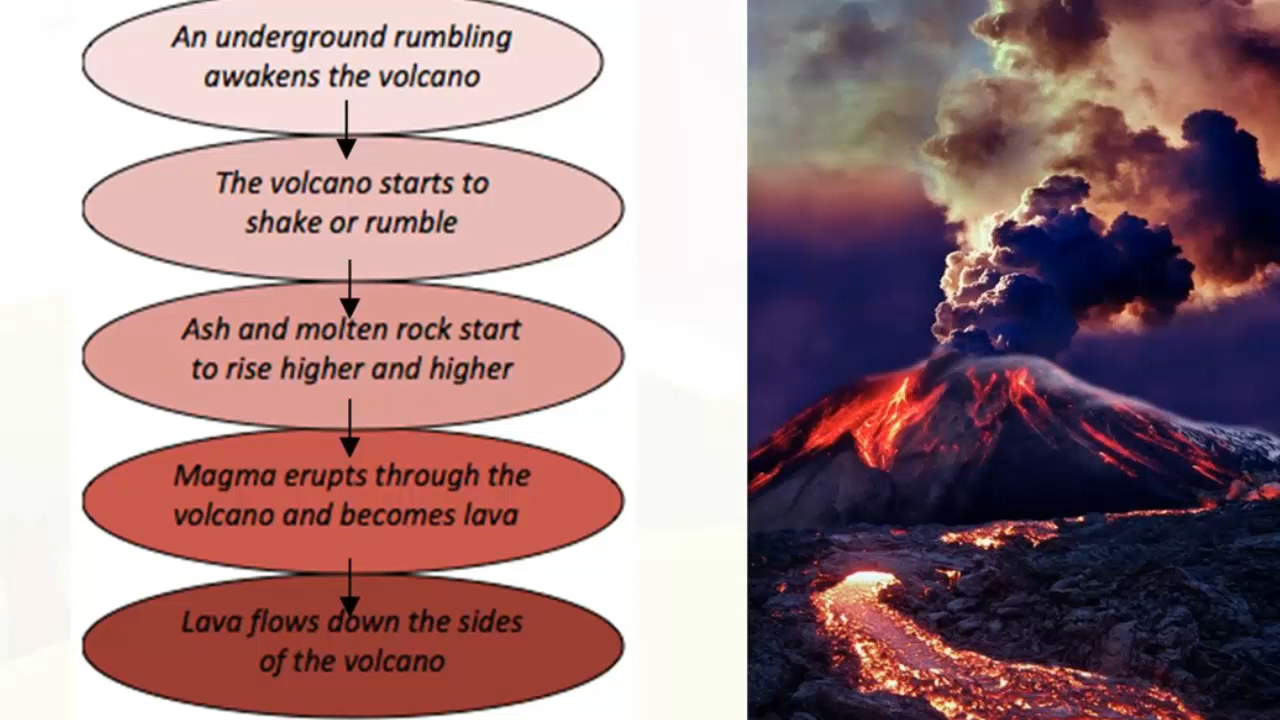 An underground rumbling
awakens the volcano
The volcano starts to
shake or rumble
Ash and molten rock start
to rise higher and higher
Magma erupts through the
volcano and becomes lava
Lava flows down the sides
of the volcano